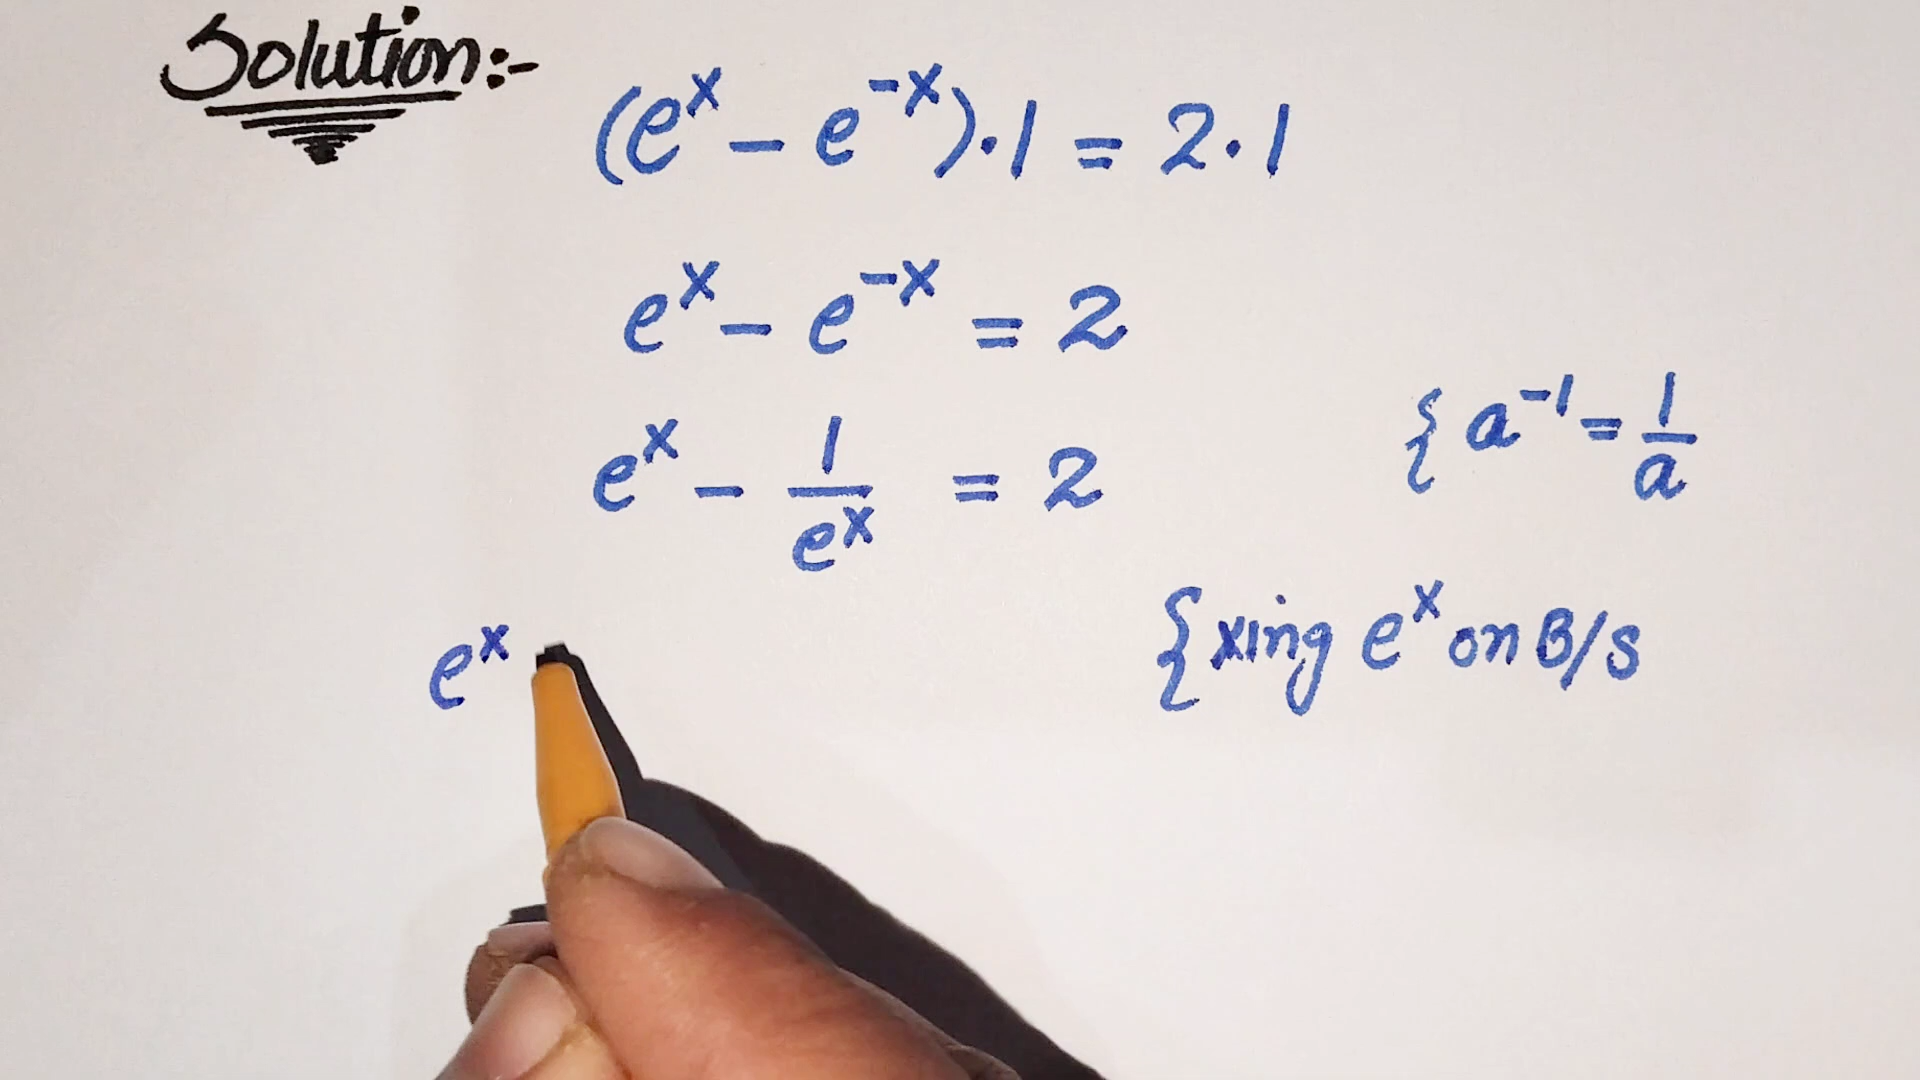 Solution:-
(e^x - e^-x)·1 = 2·1
e^x - e^-x = 2
e^x - 1/e^x = 2 { a^-1 = 1/a
e^x { xing e^x on B/S